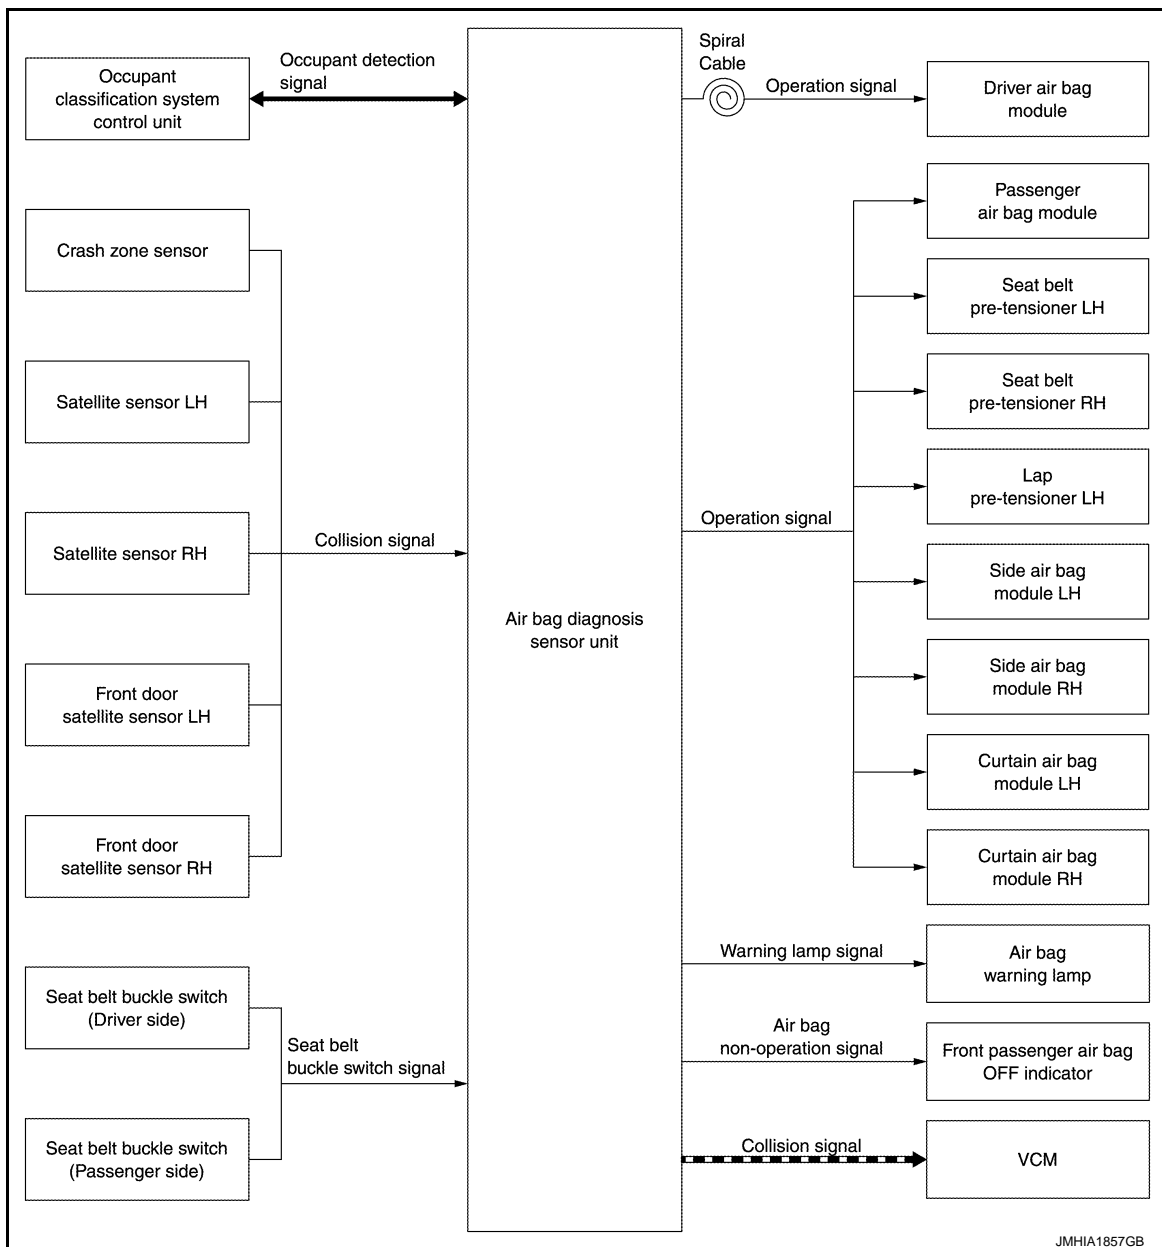 Occupant
classification system
control unit
Occupant detection
signal
Crash zone sensor
Satellite sensor LH
Satellite sensor RH
Collision signal
Front door
satellite sensor LH
Front door
satellite sensor RH
Seat belt buckle switch
(Driver side)
Seat belt
buckle switch signal
Seat belt buckle switch
(Passenger side)
Air bag diagnosis
sensor unit
Spiral
Cable
Operation signal
Driver air bag
module
Passenger
air bag module
Seat belt
pre-tensioner LH
Seat belt
pre-tensioner RH
Lap
pre-tensioner LH
Operation signal
Side air bag
module LH
Side air bag
module RH
Curtain air bag
module LH
Curtain air bag
module RH
Warning lamp signal
Air bag
warning lamp
Air bag
non-operation signal
Front passenger air bag
OFF indicator
Collision signal
VCM
JMHIA1857GB